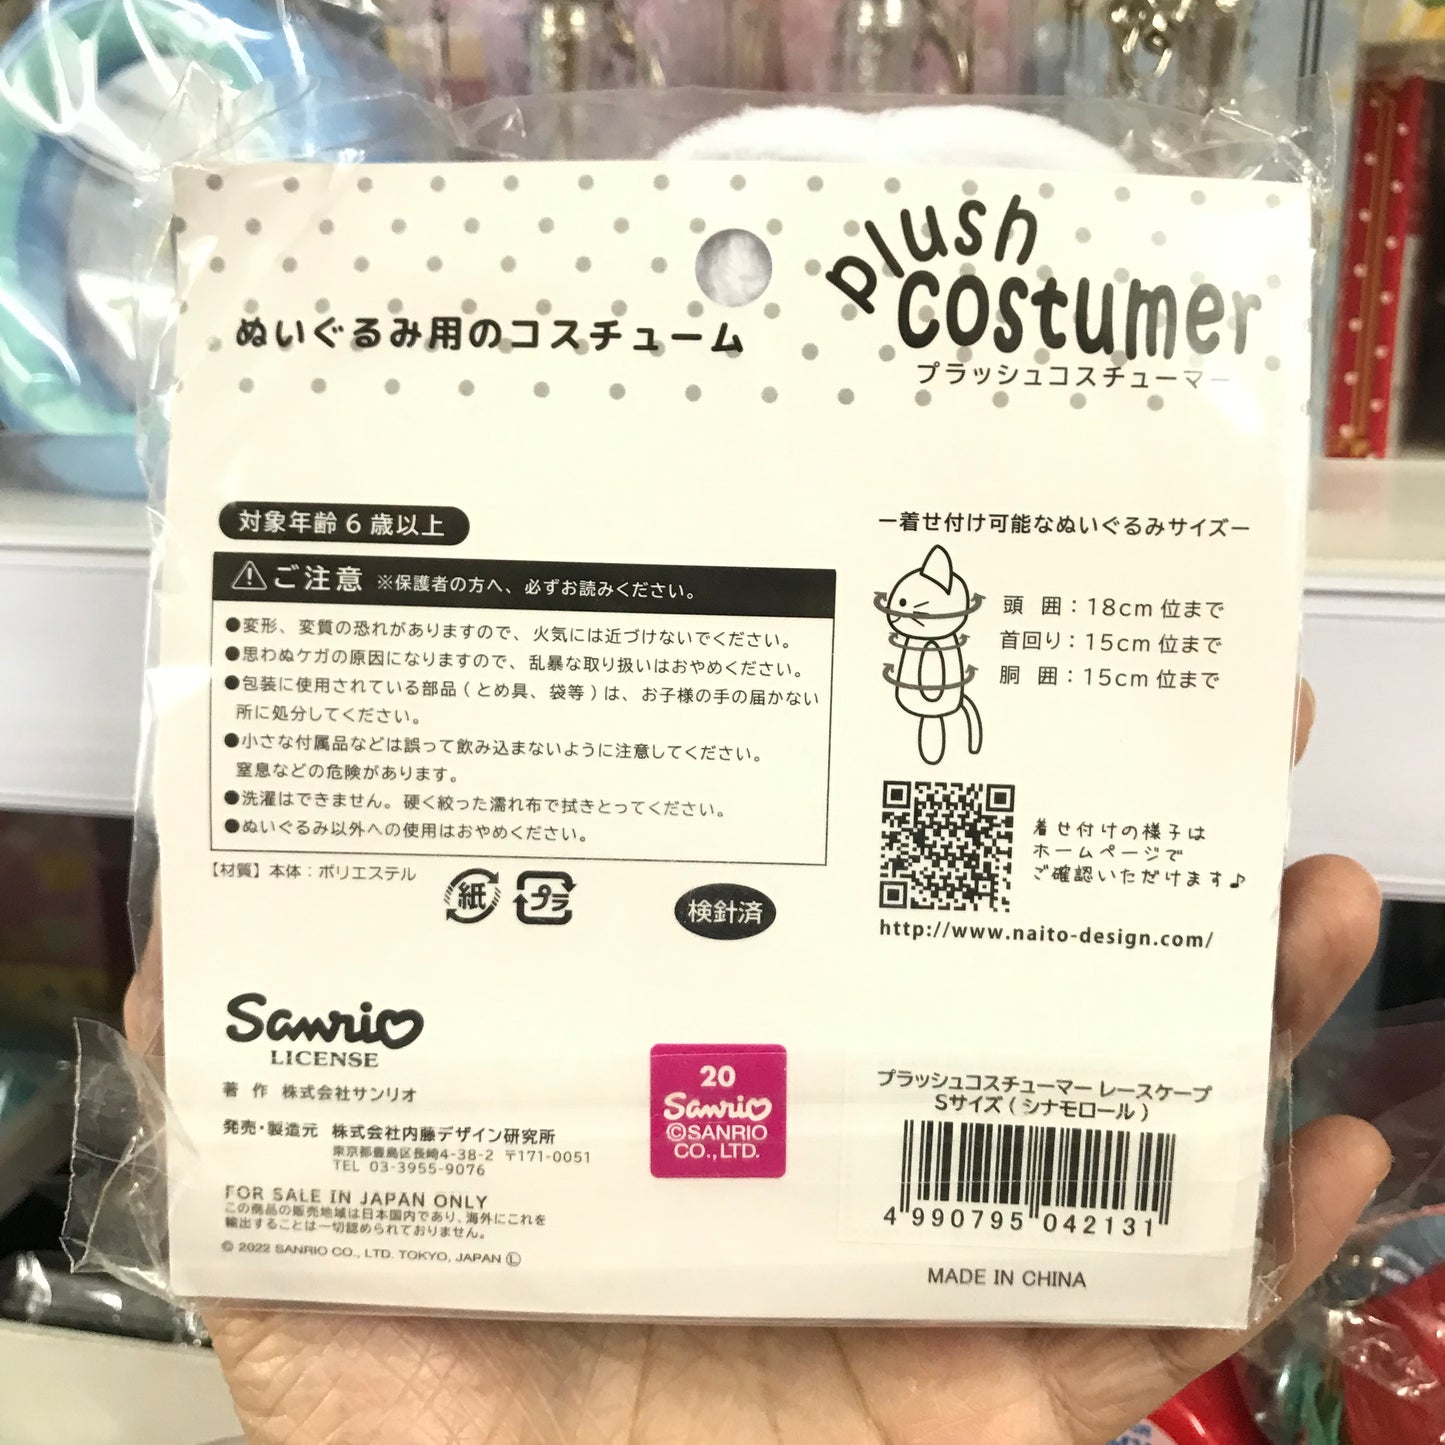 plush
costumer
プラッシュコスチューマー
ぬいぐるみ用のコスチューム
対象年齢6歳以上
ご注意 ※保護者の方へ、必ずお読みください。
●変形、変質の恐れがありますので、火気には近づけないでください。
●思わぬケガの原因になりますので、乱暴な取り扱いはおやめください。
●包装に使用されている部品(とめ具、袋等)は、お子様の手の届かない
所に処分してください。
●小さな付属品などは誤って飲み込まないように注意してください。
窒息などの危険があります。
●洗濯はできません。硬く絞った濡れ布で拭きとってください。
●ぬいぐるみ以外への使用はおやめください。
【材質】本体：ポリエステル
紙
プラ
検針済
ー着せ付け可能なぬいぐるみサイズー
頭 囲：18cm位まで
首回り：15cm位まで
胴 囲：15cm位まで
着せ付けの様子は
ホームページで
ご確認いただけます♪
http://www.naito-design.com/
Sanrio
LICENSE
著 作 株式会社サンリオ
発売・製造元 株式会社内藤デザイン研究所
東京都豊島区長崎4-38-2 〒171-0051
TEL 03-3955-9076
FOR SALE IN JAPAN ONLY
この商品の販売地域は日本国内であり、海外にこれを
輸出することは一切認められておりません。
© 2022 SANRIO CO., LTD. TOKYO, JAPAN Ⓛ
20
Sanrio
©SANRIO
CO., LTD.
プラッシュコスチューマー レースケープ
Sサイズ(シナモロール)
4 990795 042131
MADE IN CHINA